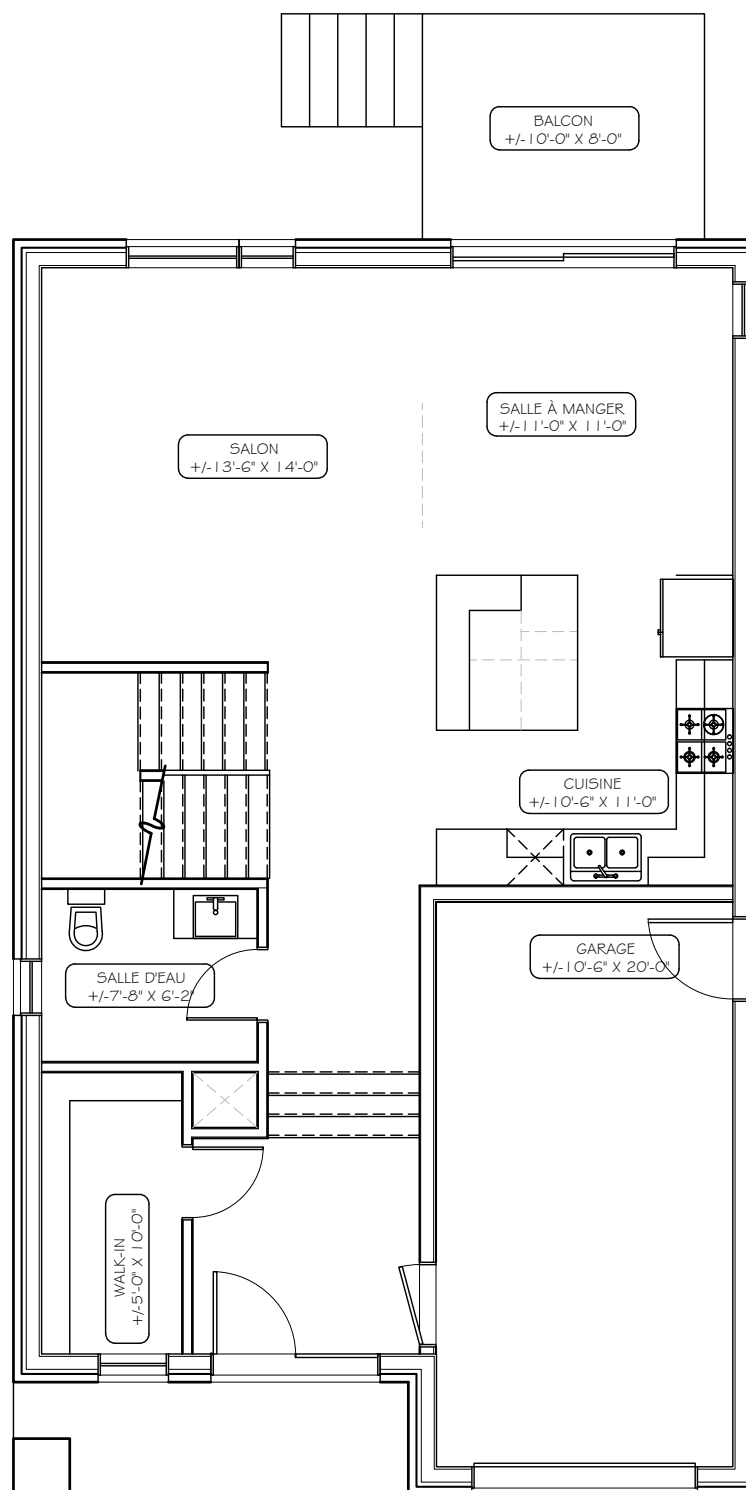 BALCON
+/-10'-0" X 8'-0"
SALLE À MANGER
+/-11'-0" X 11'-0"
SALON
+/-13'-6" X 14'-0"
CUISINE
+/-10'-6" X 11'-0"
GARAGE
+/-10'-6" X 20'-0"
SALLE D'EAU
+/-7'-8" X 6'-2"
WALK-IN
+/-5'-0" X 10'-0"